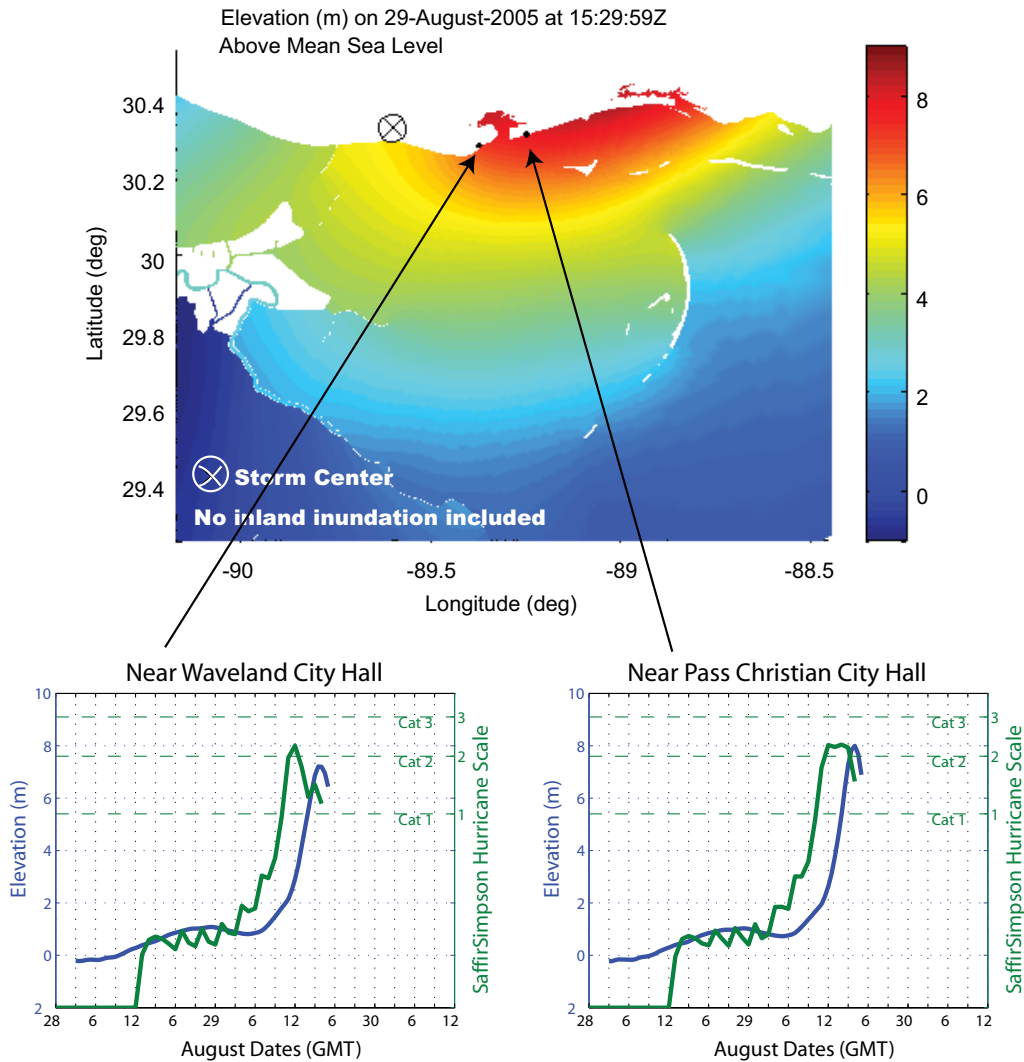 Elevation (m) on 29-August-2005 at 15:29:59Z
Above Mean Sea Level
Latitude (deg)
30.4
30.2
30
29.8
29.6
29.4
8
6
4
2
0
Storm Center
No inland inundation included
-90
-89.5
-89
-88.5
Longitude (deg)
Near Waveland City Hall
Elevation (m)
10
8
6
4
2
0
2
Cat 3
Cat 2
Cat 1
3
2
1
SaffirSimpson Hurricane Scale
28 6 12 6 29 6 12 6 30 6 12
August Dates (GMT)
Near Pass Christian City Hall
Elevation (m)
10
8
6
4
2
0
2
Cat 3
Cat 2
Cat 1
3
2
1
SaffirSimpson Hurricane Scale
28 6 12 6 29 6 12 6 30 6 12
August Dates (GMT)